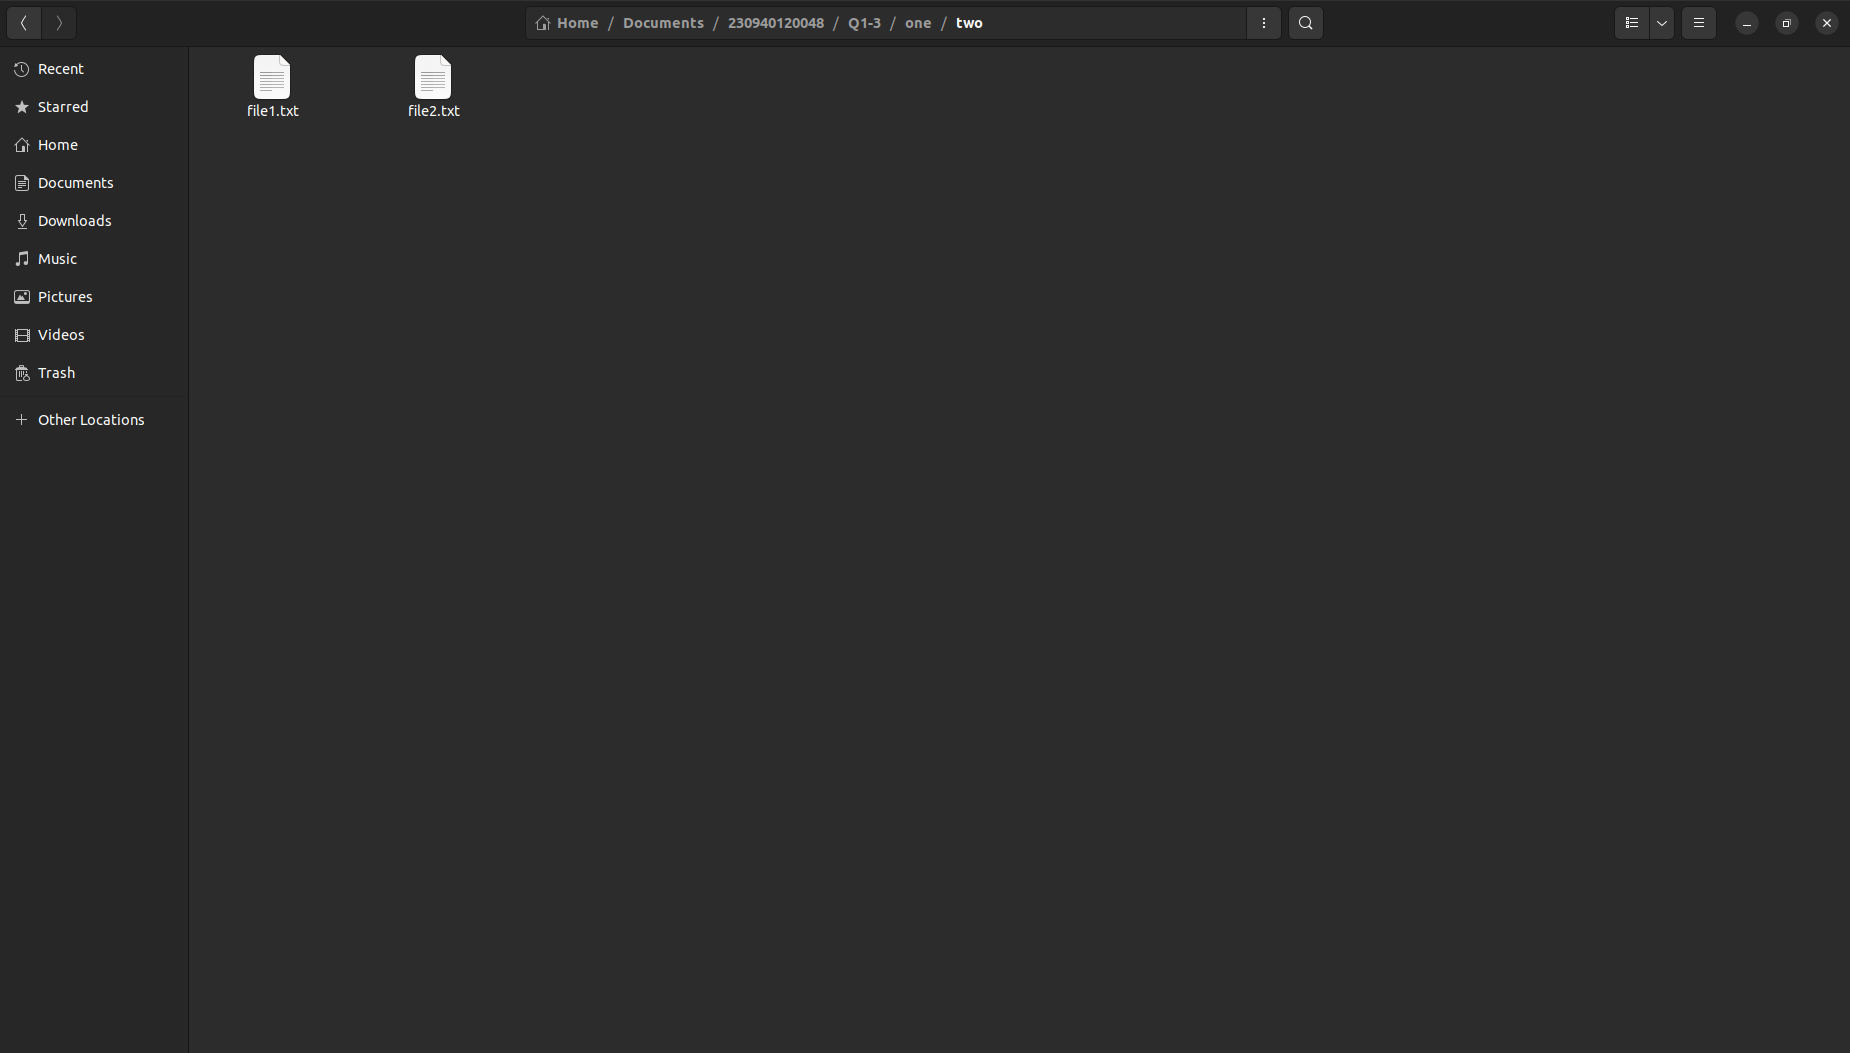 Home / Documents / 230940120048 / Q1-3 / one / two
Recent
Starred
Home
Documents
Downloads
Music
Pictures
Videos
Trash
Other Locations
file1.txt
file2.txt